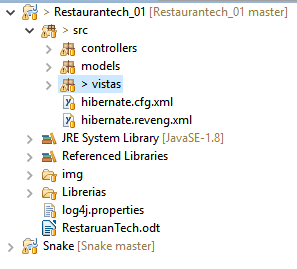 > Restaurantech_01 [Restaurantech_01 master]
> src
controllers
models
> vistas
hibernate.cfg.xml
hibernate.reveng.xml
JRE System Library [JavaSE-1.8]
Referenced Libraries
img
Librerias
log4j.properties
RestaruanTech.odt
Snake [Snake master]